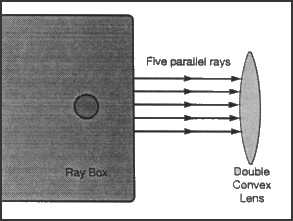 Five parallel rays
Ray Box
Double
Convex
Lens